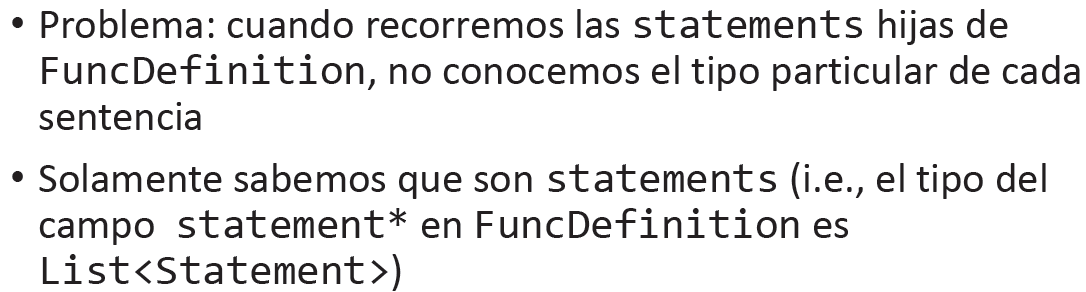 • Problema: cuando recorremos las statements hijas de
FuncDefinition, no conocemos el tipo particular de cada
sentencia
• Solamente sabemos que son statements (i.e., el tipo del
campo statement* en FuncDefinition es
List<Statement>)